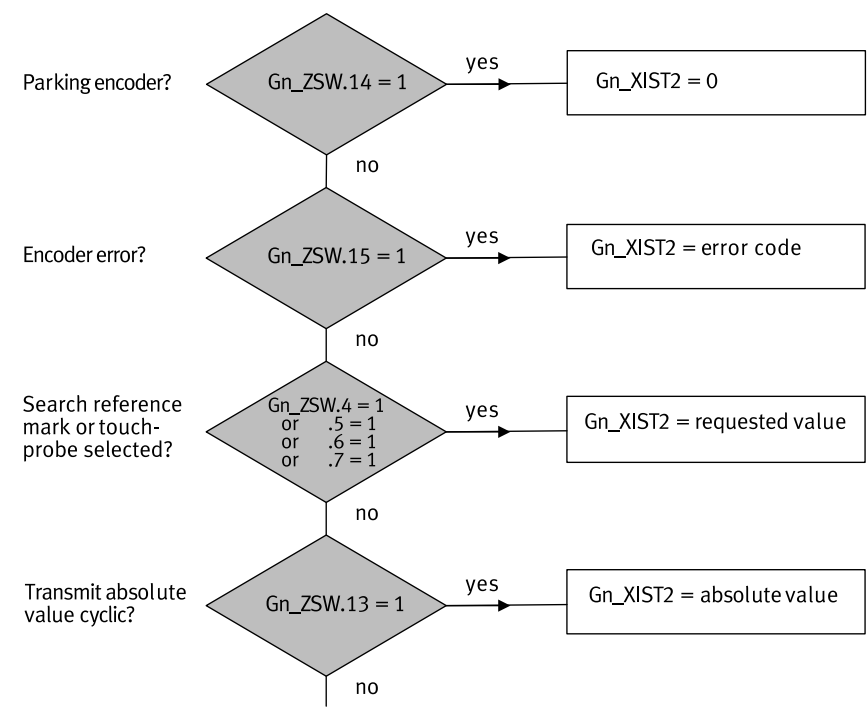 Parking encoder?
Gn_ZSW.14 = 1
yes
Gn_XIST2 = 0
no
Encoder error?
Gn_ZSW.15 = 1
yes
Gn_XIST2 = error code
no
Search reference
mark or touch-
probe selected?
Gn_ZSW.4 = 1
or .5 = 1
or .6 = 1
or .7 = 1
yes
Gn_XIST2 = requested value
no
Transmit absolute
value cyclic?
Gn_ZSW.13 = 1
yes
Gn_XIST2 = absolute value
no